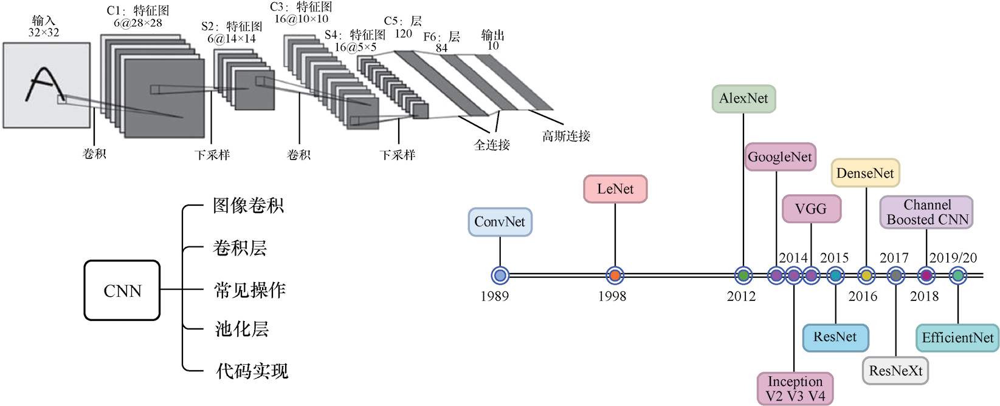 输入
32×32
C1：特征图
6@28×28
S2：特征图
6@14×14
C3：特征图
16@10×10
S4：特征图
16@5×5
C5：层
120
F6：层
84
输出
10
卷积
下采样
卷积
下采样
全连接
高斯连接
CNN
图像卷积
卷积层
常见操作
池化层
代码实现
AlexNet
GoogleNet
DenseNet
LeNet
VGG
Channel
Boosted CNN
ConvNet
2014
2015
2017
2019/20
1989
1998
2012
2016
2018
ResNet
EfficientNet
ResNeXt
Inception
V2 V3 V4